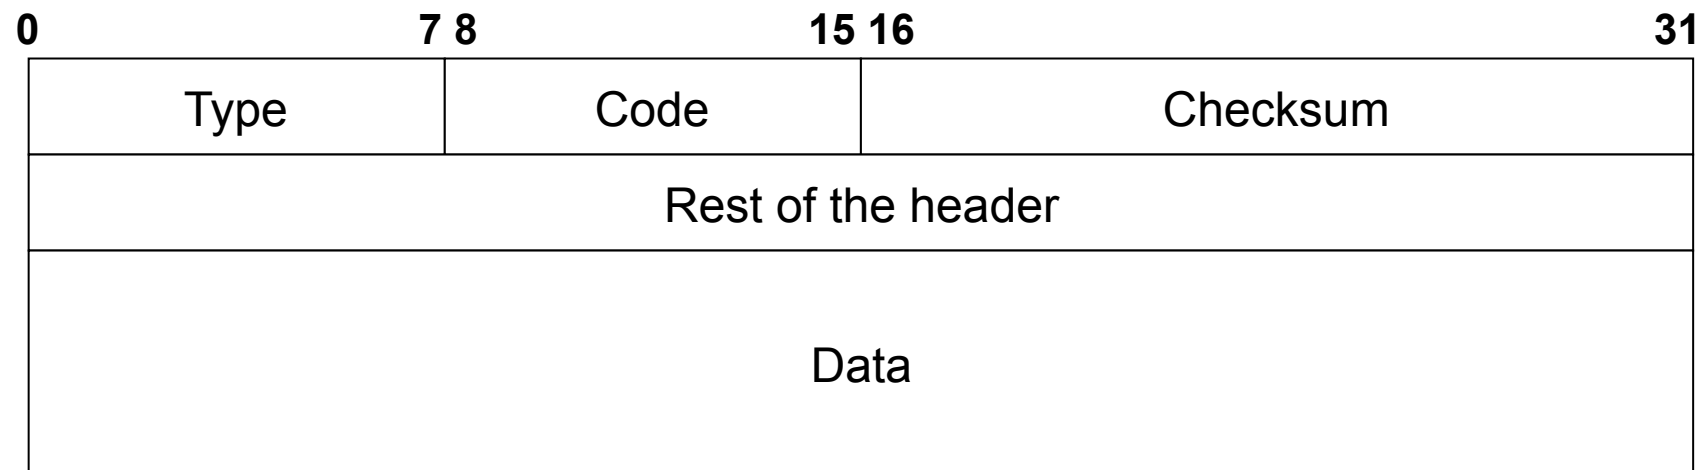 0 7 8 15 16 31
Type Code Checksum
Rest of the header
Data